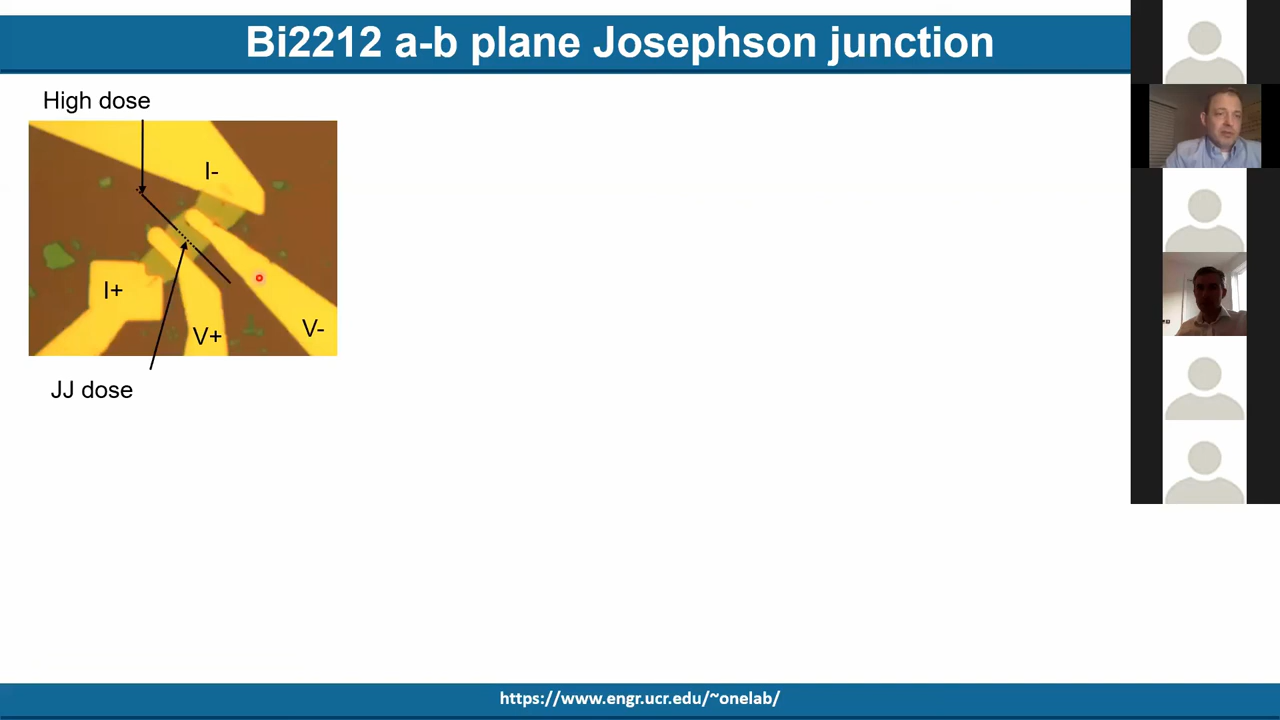 Bi2212 a-b plane Josephson junction
High dose
I-
I+
V+
V-
JJ dose
https://www.engr.ucr.edu/~onelab/